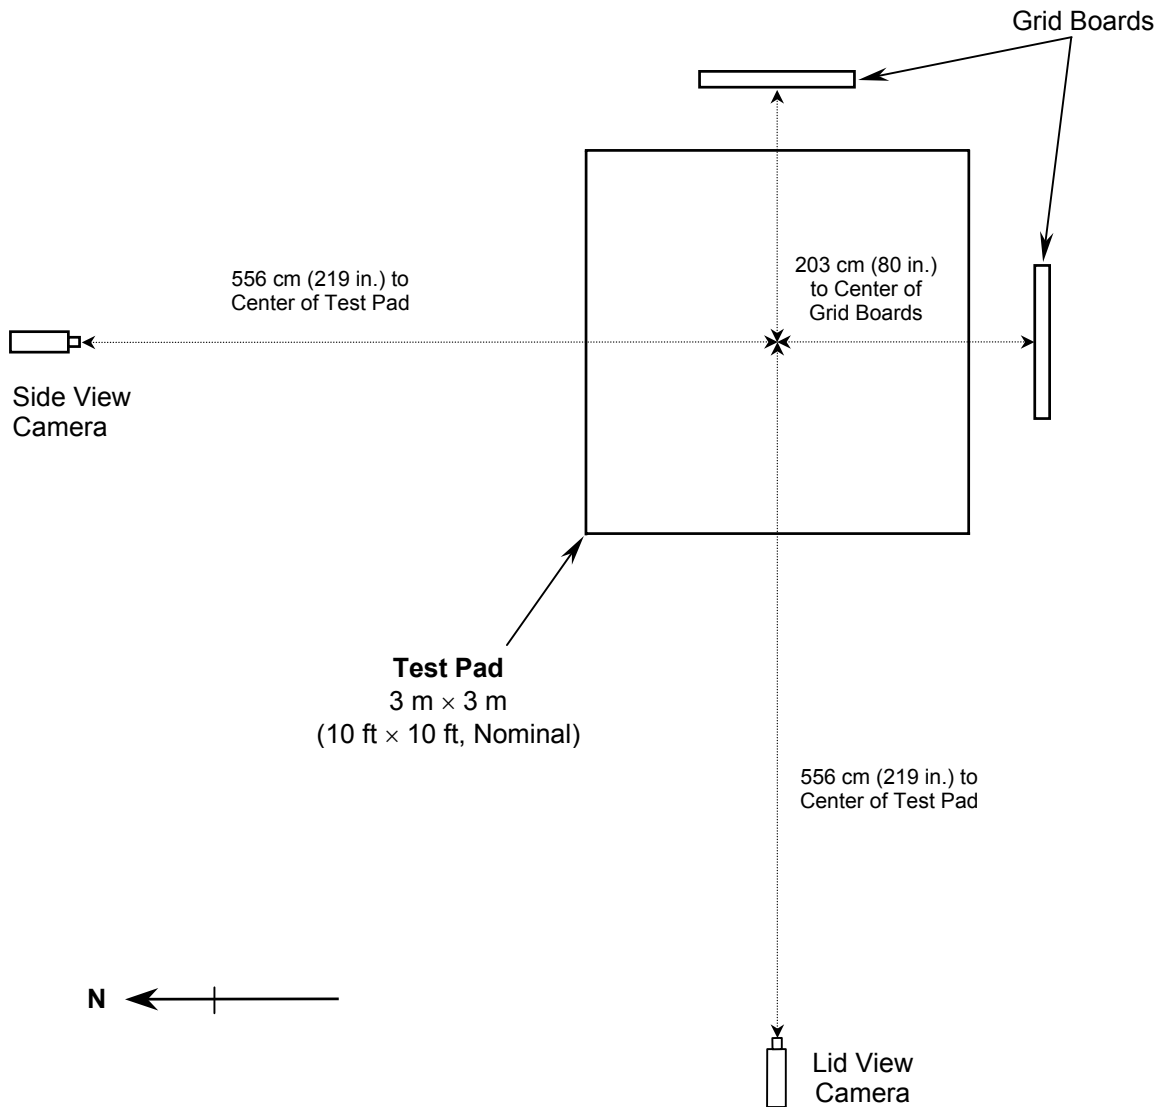 Grid Boards
556 cm (219 in.) to
Center of Test Pad
203 cm (80 in.)
to Center of
Grid Boards
Side View
Camera
Test Pad
3 m × 3 m
(10 ft × 10 ft, Nominal)
556 cm (219 in.) to
Center of Test Pad
N
Lid View
Camera